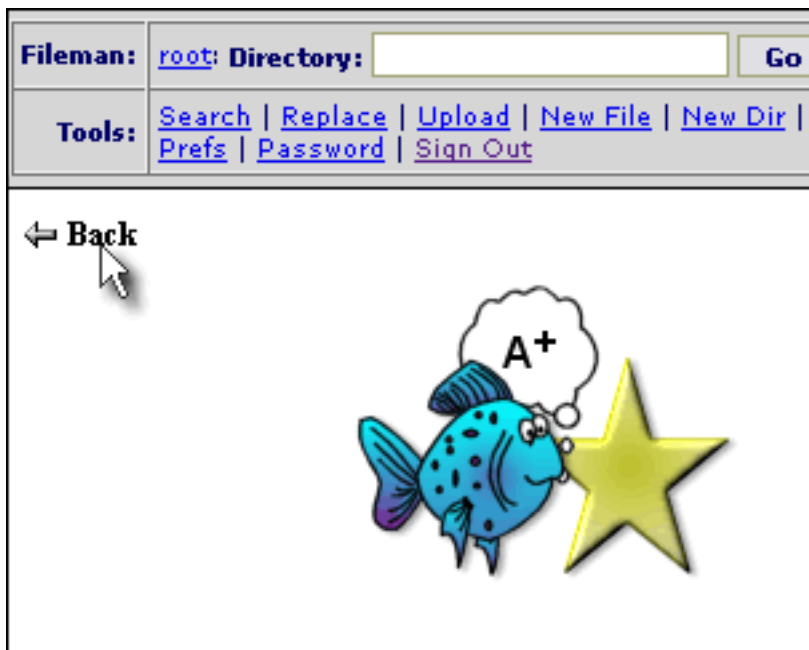 Fileman: root: Directory: Go
Tools: Search | Replace | Upload | New File | New Dir |
Prefs | Password | Sign Out
Back
A+